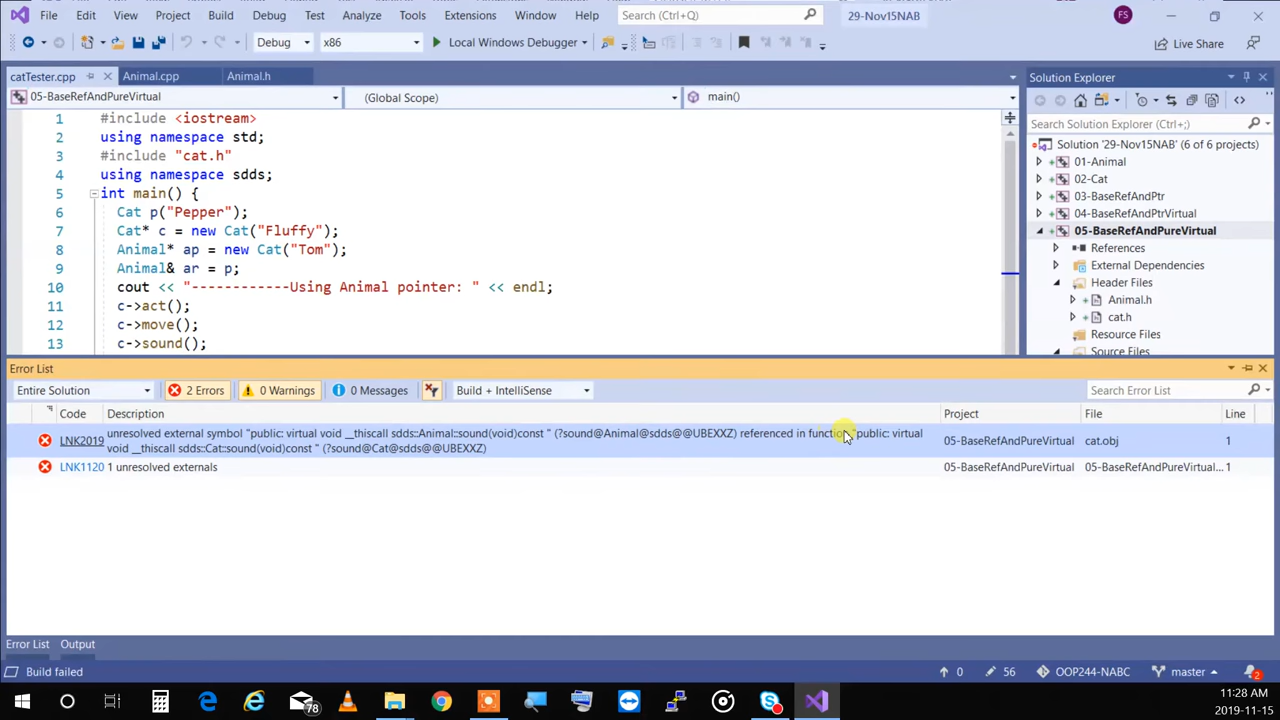 File Edit View Project Build Debug Test Analyze Tools Extensions Window Help Search (Ctrl+Q) 29-Nov15NAB FS
Debug x86 Local Windows Debugger Live Share
catTester.cpp Animal.cpp Animal.h
05-BaseRefAndPureVirtual (Global Scope) main()
1 #include <iostream>
2 using namespace std;
3 #include "cat.h"
4 using namespace sdds;
5 int main() {
6 Cat p("Pepper");
7 Cat* c = new Cat("Fluffy");
8 Animal* ap = new Cat("Tom");
9 Animal& ar = p;
10 cout << "------------Using Animal pointer: " << endl;
11 c->act();
12 c->move();
13 c->sound();
Solution Explorer
Search Solution Explorer (Ctrl+;)
Solution '29-Nov15NAB' (6 of 6 projects)
01-Animal
02-Cat
03-BaseRefAndPtr
04-BaseRefAndPtrVirtual
05-BaseRefAndPureVirtual
References
External Dependencies
Header Files
Animal.h
cat.h
Resource Files
Source Files
Error List
Entire Solution 2 Errors 0 Warnings 0 Messages Build + IntelliSense Search Error List
Code Description Project File Line
LNK2019 unresolved external symbol "public: virtual void __thiscall sdds::Animal::sound(void)const " (?sound@Animal@sdds@@UBEXXZ) referenced in function "public: virtual
void __thiscall sdds::Cat::sound(void)const " (?sound@Cat@sdds@@UBEXXZ) 05-BaseRefAndPureVirtual cat.obj 1
LNK1120 1 unresolved externals 05-BaseRefAndPureVirtual 05-BaseRefAndPureVirtual... 1
Error List Output
Build failed 0 56 OOP244-NABC master 2
78 11:28 AM
2019-11-15